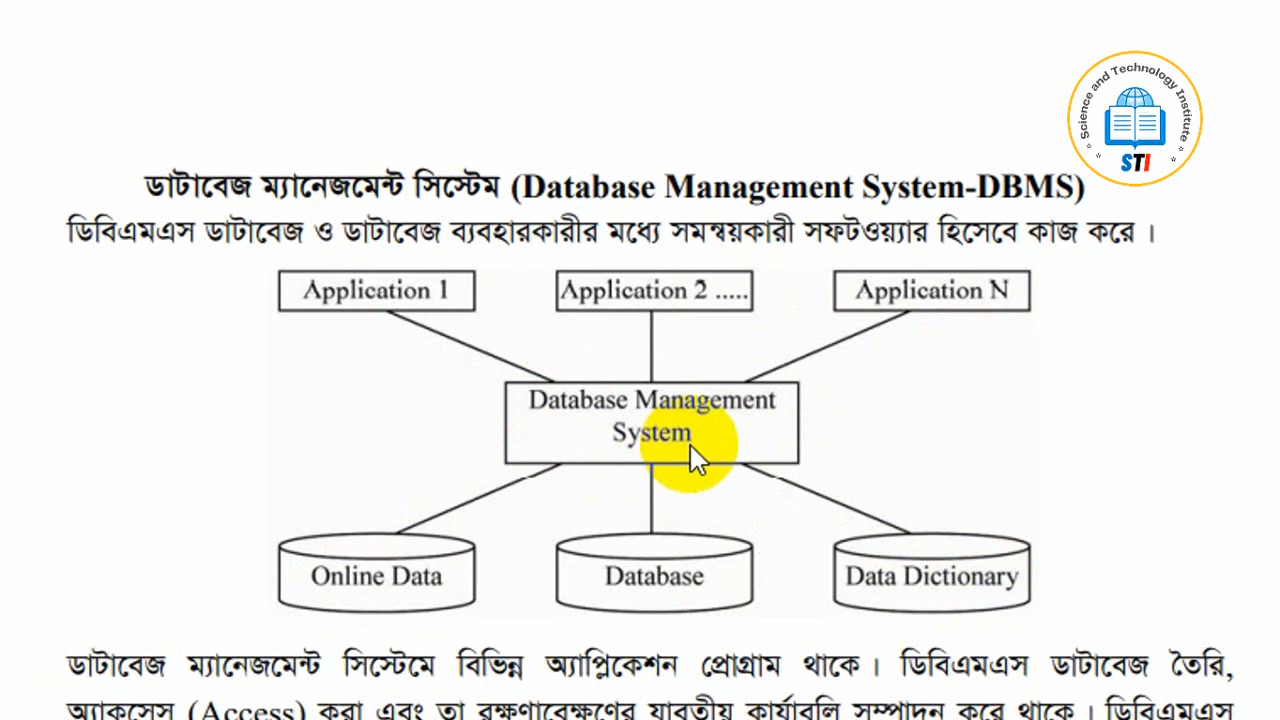 Science and Technology Institute
STI
ডাটাবেজ ম্যানেজমেন্ট সিস্টেম (Database Management System-DBMS)
ডিবিএমএস ডাটাবেজ ও ডাটাবেজ ব্যবহারকারীর মধ্যে সমন্বয়কারী সফটওয়্যার হিসেবে কাজ করে ।
Application 1
Application 2 .....
Application N
Database Management
System
Online Data
Database
Data Dictionary
ডাটাবেজ ম্যানেজমেন্ট সিস্টেমে বিভিন্ন অ্যাপ্লিকেশন প্রোগ্রাম থাকে। ডিবিএমএস ডাটাবেজ তৈরি,
অ্যাকসেস (Access) করা এবং তা রক্ষণাবেক্ষণের যাবতীয় কার্যাবলি সম্পাদন করে থাকে। ডিবিএমএস